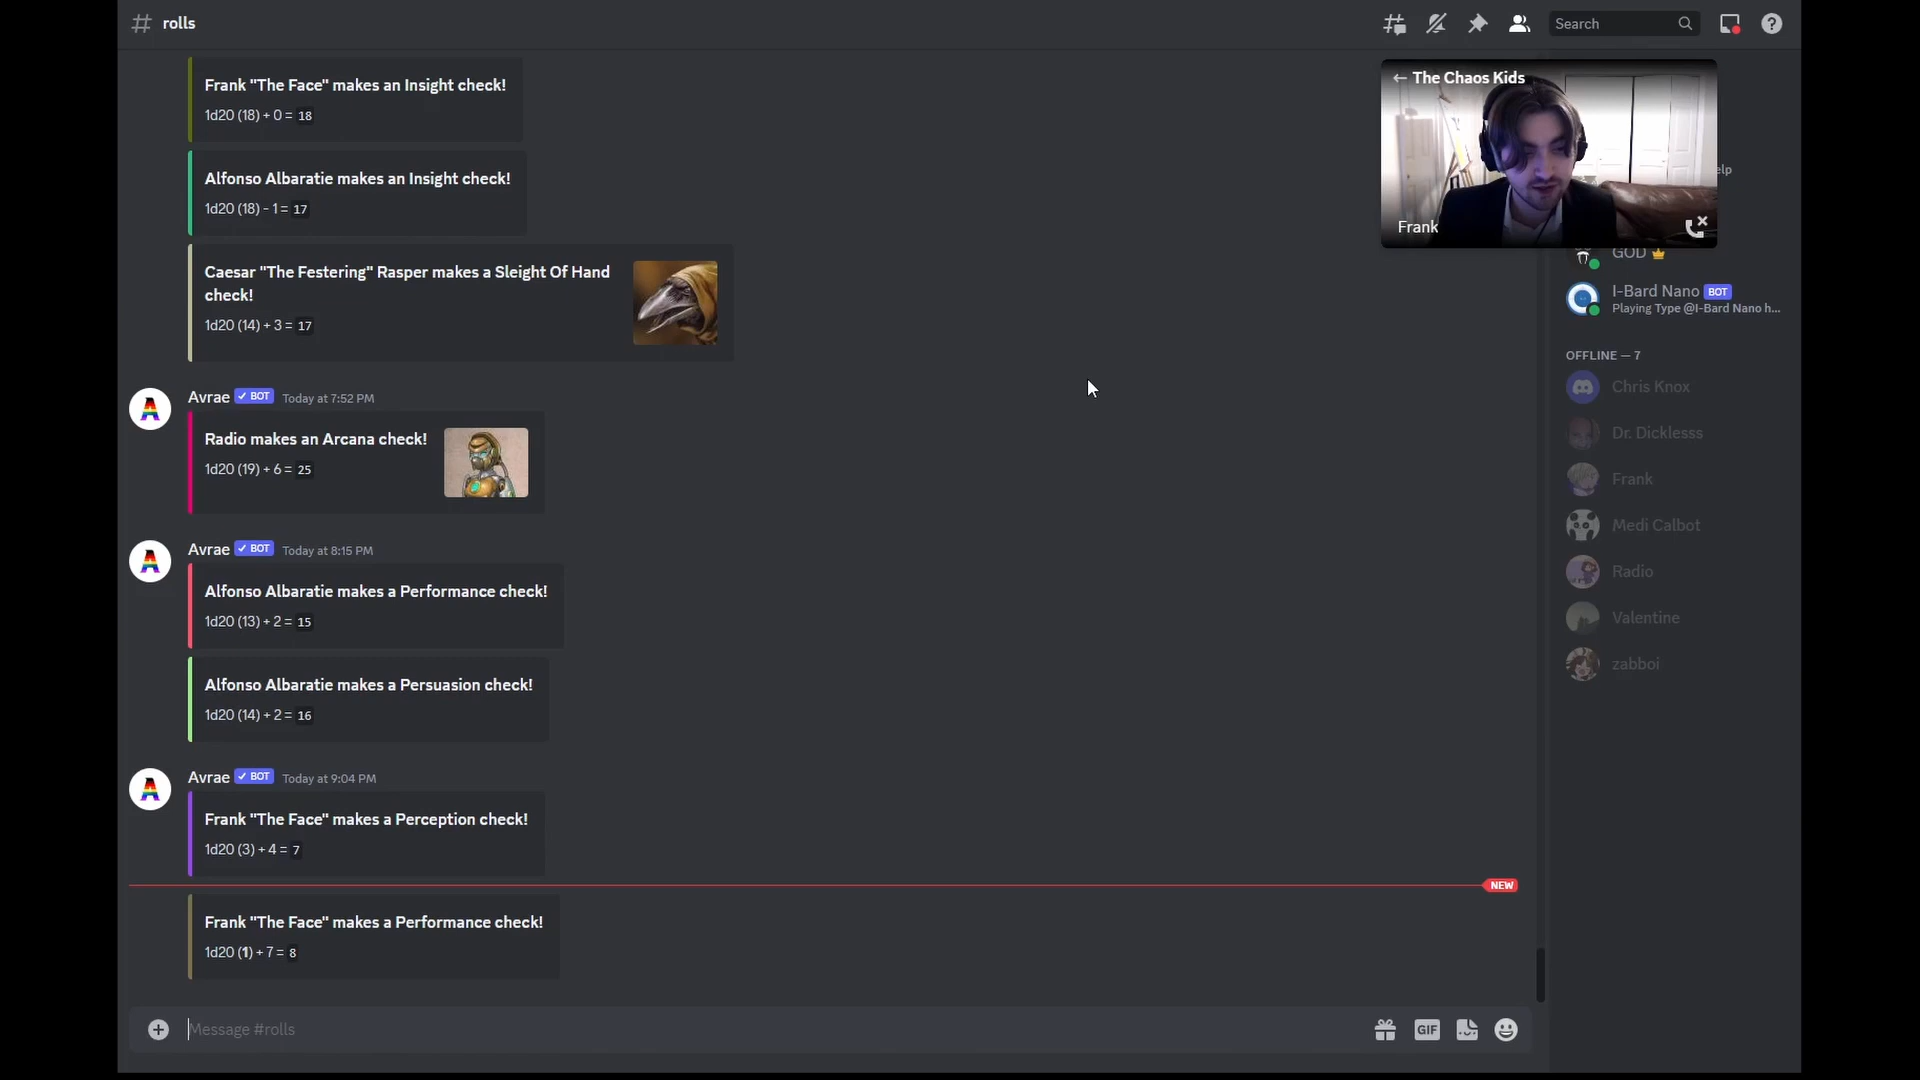 rolls
Search
Frank "The Face" makes an Insight check!
1d20 (18) + 0 = 18
Alfonso Albaratie makes an Insight check!
1d20 (18) - 1 = 17
Caesar "The Festering" Rasper makes a Sleight Of Hand
check!
1d20 (14) + 3 = 17
Avrae ✓ BOT Today at 7:52 PM
Radio makes an Arcana check!
1d20 (19) + 6 = 25
Avrae ✓ BOT Today at 8:15 PM
Alfonso Albaratie makes a Performance check!
1d20 (13) + 2 = 15
Alfonso Albaratie makes a Persuasion check!
1d20 (14) + 2 = 16
Avrae ✓ BOT Today at 9:04 PM
Frank "The Face" makes a Perception check!
1d20 (3) + 4 = 7
NEW
Frank "The Face" makes a Performance check!
1d20 (1) + 7 = 8
Message #rolls
GIF
← The Chaos Kids
Frank
elp
GOD
I-Bard Nano BOT
Playing Type @I-Bard Nano h...
OFFLINE — 7
Chris Knox
Dr. Dicklesss
Frank
Medi Calbot
Radio
Valentine
zabboi